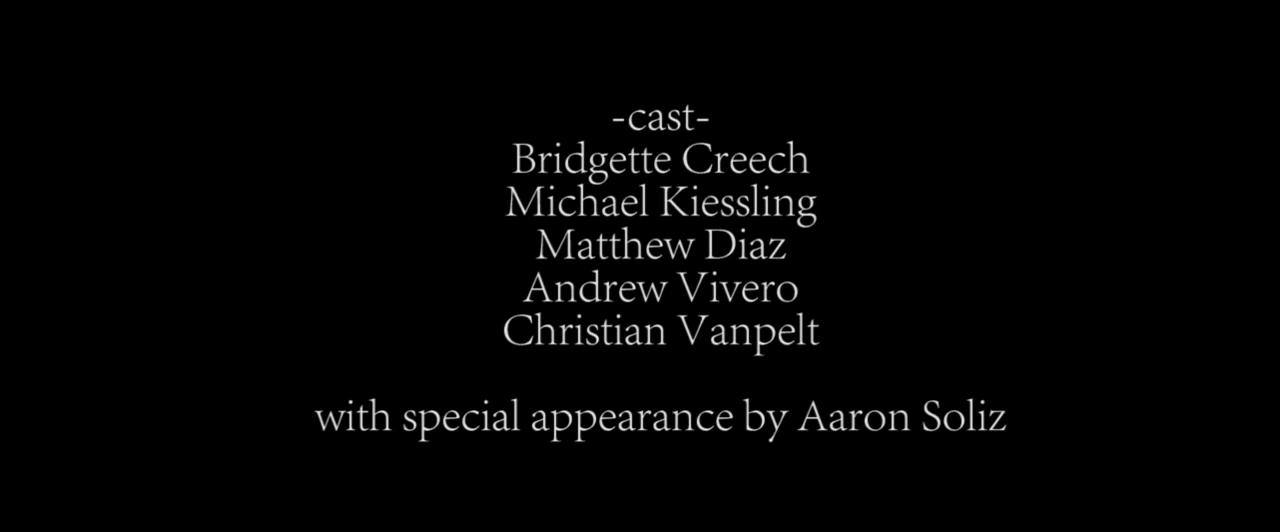 -cast-
Bridgette Creech
Michael Kiessling
Matthew Diaz
Andrew Vivero
Christian Vanpelt
with special appearance by Aaron Soliz